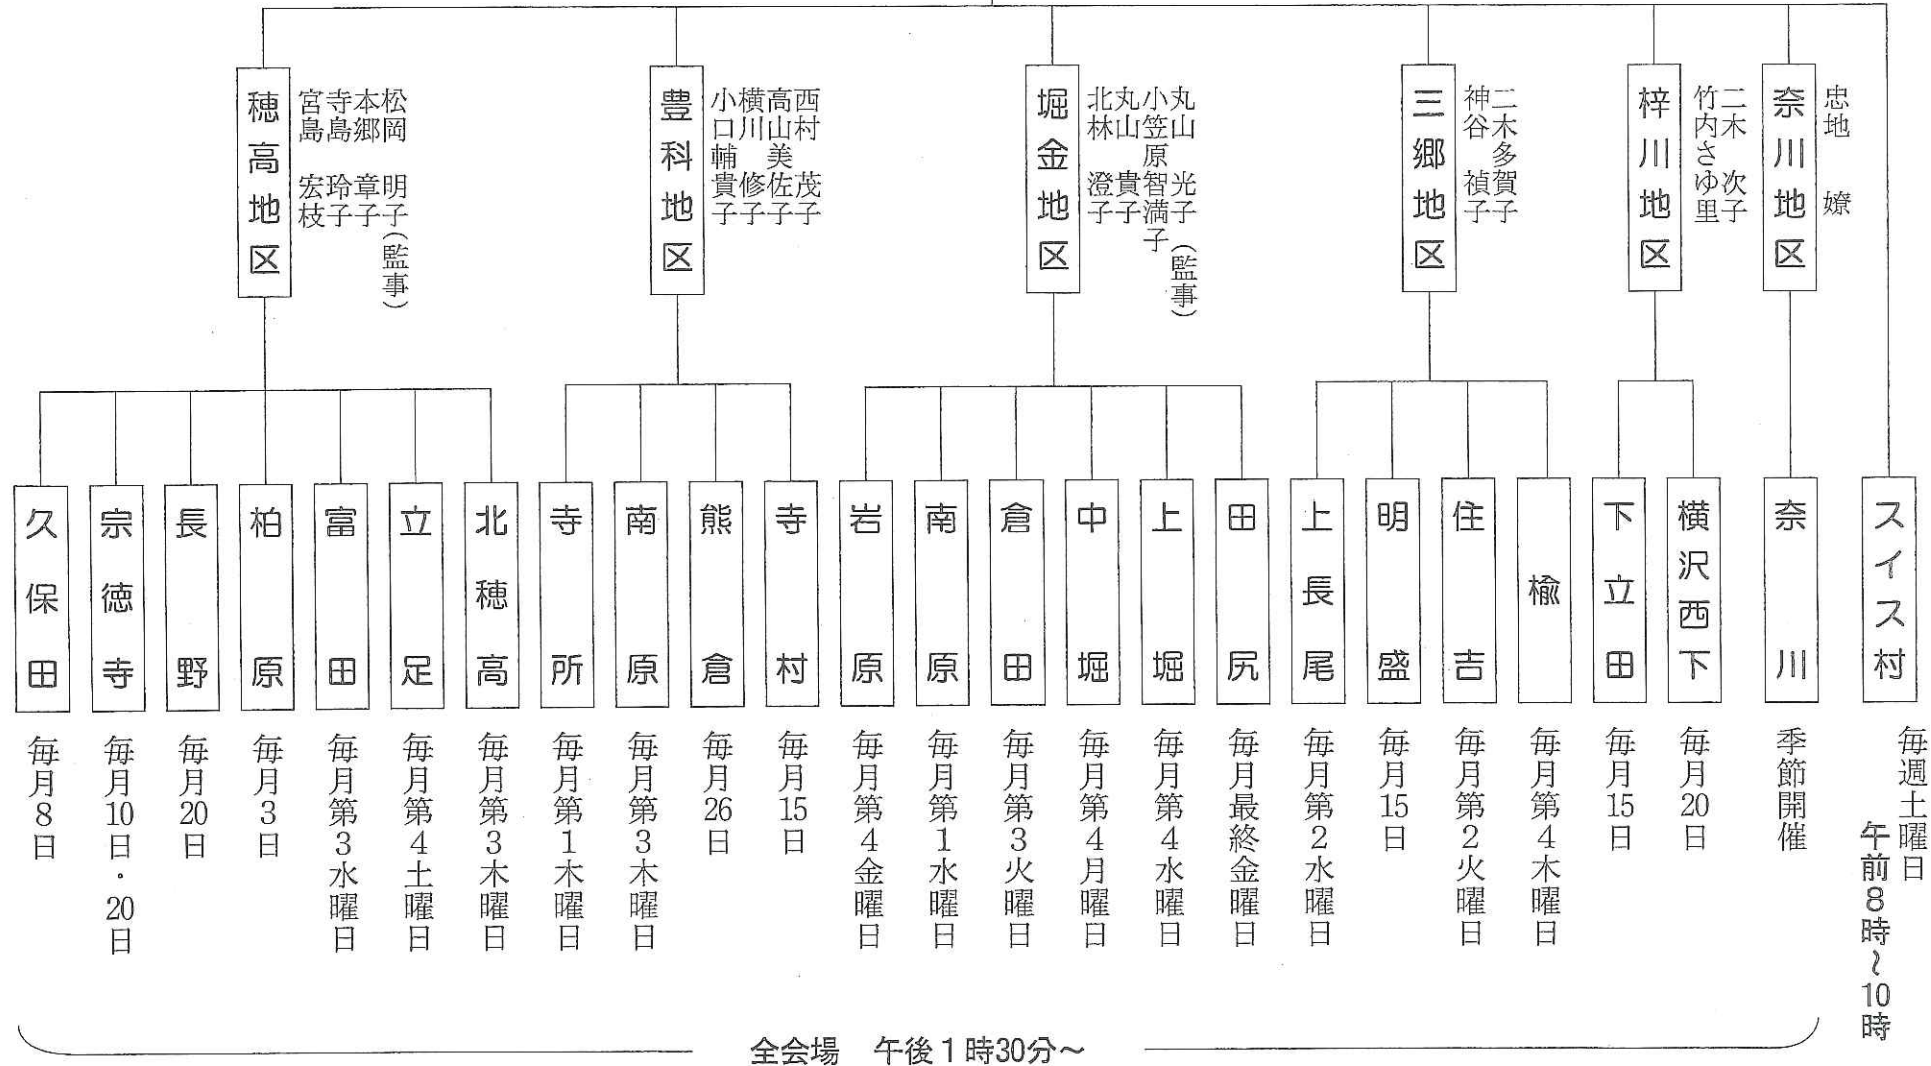 穂高地区
松岡 明子(監事)
本郷 章子
寺島 玲子
宮島 宏枝
豊科地区
西村 茂子
高山美佐子
横川 修子
小口輔貴子
堀金地区
丸山 光子(監事)
小笠原智満子
丸山 貴子
北林 澄子
三郷地区
二木多賀子
神谷 禎子
梓川地区
二木 次子
竹内さゆ里
奈川地区
忠地 嫽
久保田
毎月8日
宗徳寺
毎月10日・20日
長野
毎月20日
柏原
毎月3日
富田
毎月第3水曜日
立足
毎月第4土曜日
北穂高
毎月第3木曜日
寺所
毎月第1木曜日
南原
毎月第3木曜日
熊倉
毎月26日
寺村
毎月15日
岩原
毎月第4金曜日
南原
毎月第1水曜日
倉田
毎月第3火曜日
中堀
毎月第4月曜日
上堀
毎月第4水曜日
田尻
毎月最終金曜日
上長尾
毎月第2水曜日
明盛
毎月15日
住吉
毎月第2火曜日
楡
毎月第4木曜日
下立田
毎月15日
横沢西下
毎月20日
奈川
季節開催
スイス村
毎週土曜日
午前8時〜10時
全会場 午後1時30分〜